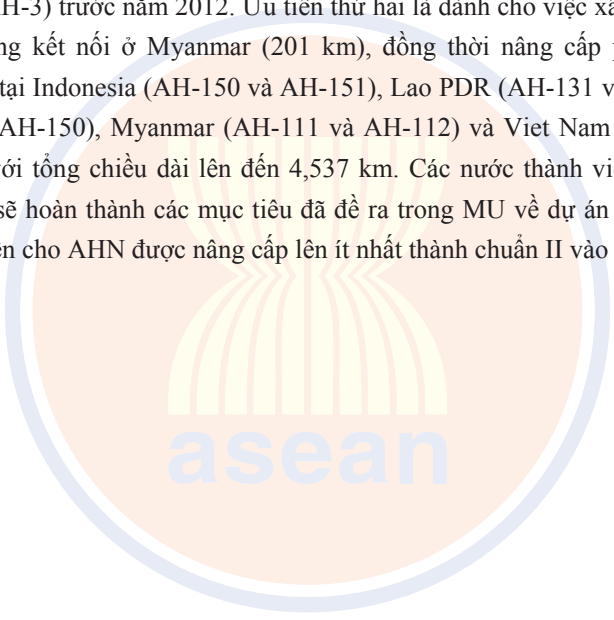 AH-3) trước năm 2012. Ưu tiên thứ hai là dành cho việc xâ
ng kết nối ở Myanmar (201 km), đồng thời nâng cấp
tại Indonesia (AH-150 và AH-151), Lao PDR (AH-131 v
AH-150), Myanmar (AH-111 và AH-112) và Viet Nam
với tổng chiều dài lên đến 4,537 km. Các nước thành viê
sẽ hoàn thành các mục tiêu đã đề ra trong MU về dự án
ên cho AHN được nâng cấp lên ít nhất thành chuẩn II vào
asean